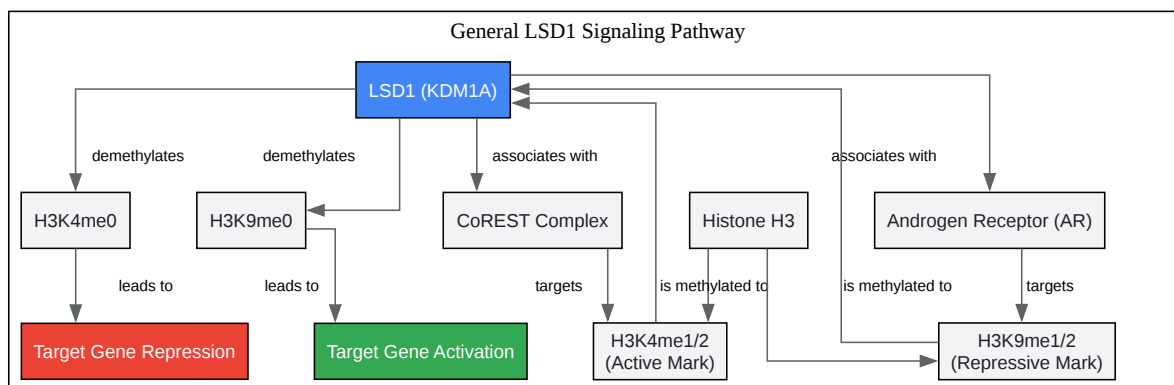 General LSD1 Signaling Pathway
LSD1 (KDM1A)
demethylates
demethylates
associates with
associates with
H3K4me0
H3K9me0
CoREST Complex
Histone H3
Androgen Receptor (AR)
leads to
leads to
targets
is methylated to
is methylated to
targets
Target Gene Repression
Target Gene Activation
H3K4me1/2
(Active Mark)
H3K9me1/2
(Repressive Mark)